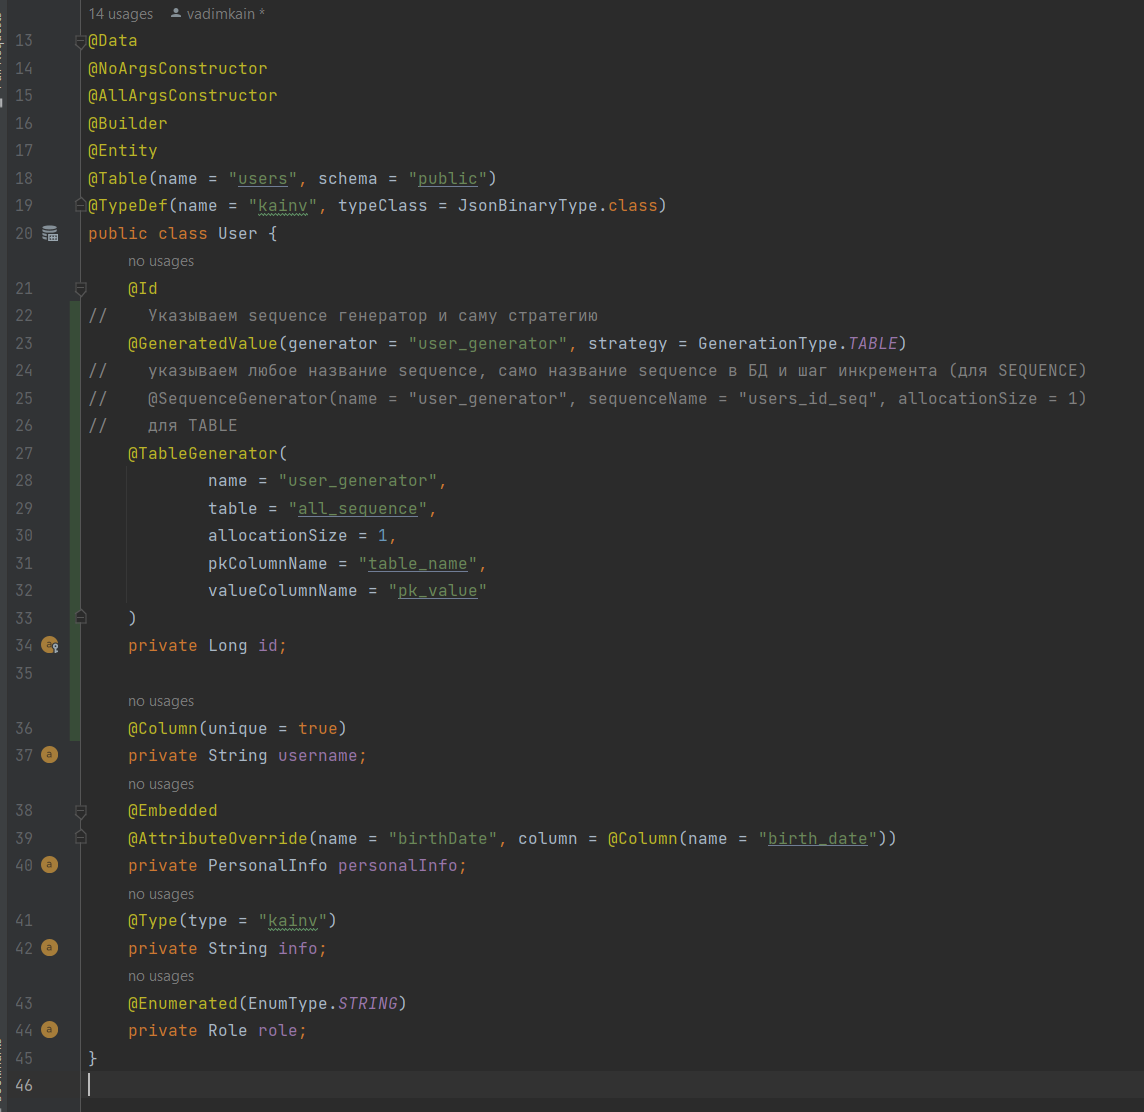 14 usages vadimkain *
13 @Data
14 @NoArgsConstructor
15 @AllArgsConstructor
16 @Builder
17 @Entity
18 @Table(name = "users", schema = "public")
19 @TypeDef(name = "kainv", typeClass = JsonBinaryType.class)
20 public class User {
no usages
21 @Id
22 // Указываем sequence генератор и саму стратегию
23 @GeneratedValue(generator = "user_generator", strategy = GenerationType.TABLE)
24 // указываем любое название sequence, само название sequence в БД и шаг инкремента (для SEQUENCE)
25 // @SequenceGenerator(name = "user_generator", sequenceName = "users_id_seq", allocationSize = 1)
26 // для TABLE
27 @TableGenerator(
28 name = "user_generator",
29 table = "all_sequence",
30 allocationSize = 1,
31 pkColumnName = "table_name",
32 valueColumnName = "pk_value"
33 )
34 private Long id;
35
no usages
36 @Column(unique = true)
37 private String username;
no usages
38 @Embedded
39 @AttributeOverride(name = "birthDate", column = @Column(name = "birth_date"))
40 private PersonalInfo personalInfo;
no usages
41 @Type(type = "kainv")
42 private String info;
no usages
43 @Enumerated(EnumType.STRING)
44 private Role role;
45 }
46